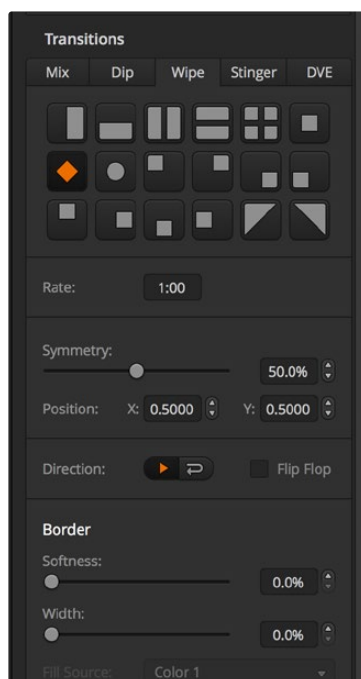 Transitions
Mix Dip Wipe Stinger DVE
Rate: 1:00
Symmetry:
50.0%
Position: X: 0.5000 Y: 0.5000
Direction: Flip Flop
Border
Softness:
0.0%
Width:
0.0%
Fill Source: Color 1